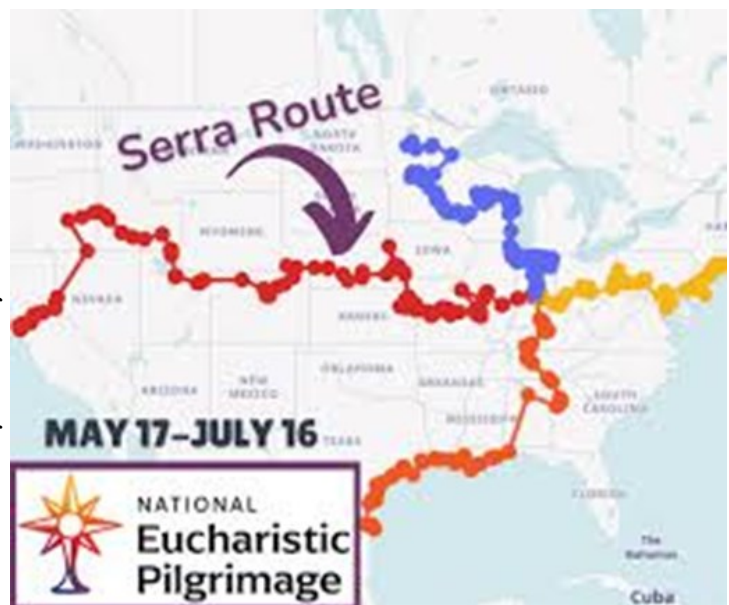 ONTARIO
Serra Route
WASHINGTON
NORTH
DAKOTA
WYOMING
IOWA
NEVADA
KANSAS
OKLAHOMA
ARIZONA
NEW
MEXICO
ARKANSAS
SOUTH
CAROLINA
MISSISSIPPI
MAY 17–JULY 16
TEXAS
NATIONAL
Eucharistic
Pilgrimage
FLORIDA
The
Bahamas
Cuba